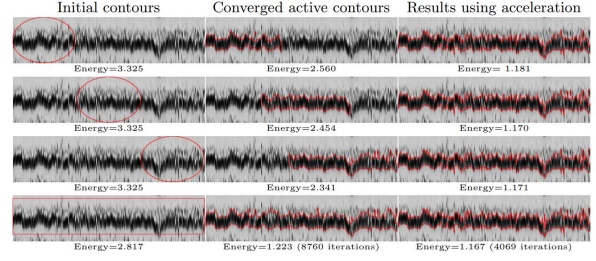 Initial contours Converged active contours Results using acceleration
Energy=3.325 Energy=2.560 Energy= 1.181
Energy=3.325 Energy=2.454 Energy=1.170
Energy=3.325 Energy=2.341 Energy=1.171
Energy=2.817 Energy=1.223 (8760 iterations) Energy=1.167 (4069 iterations)